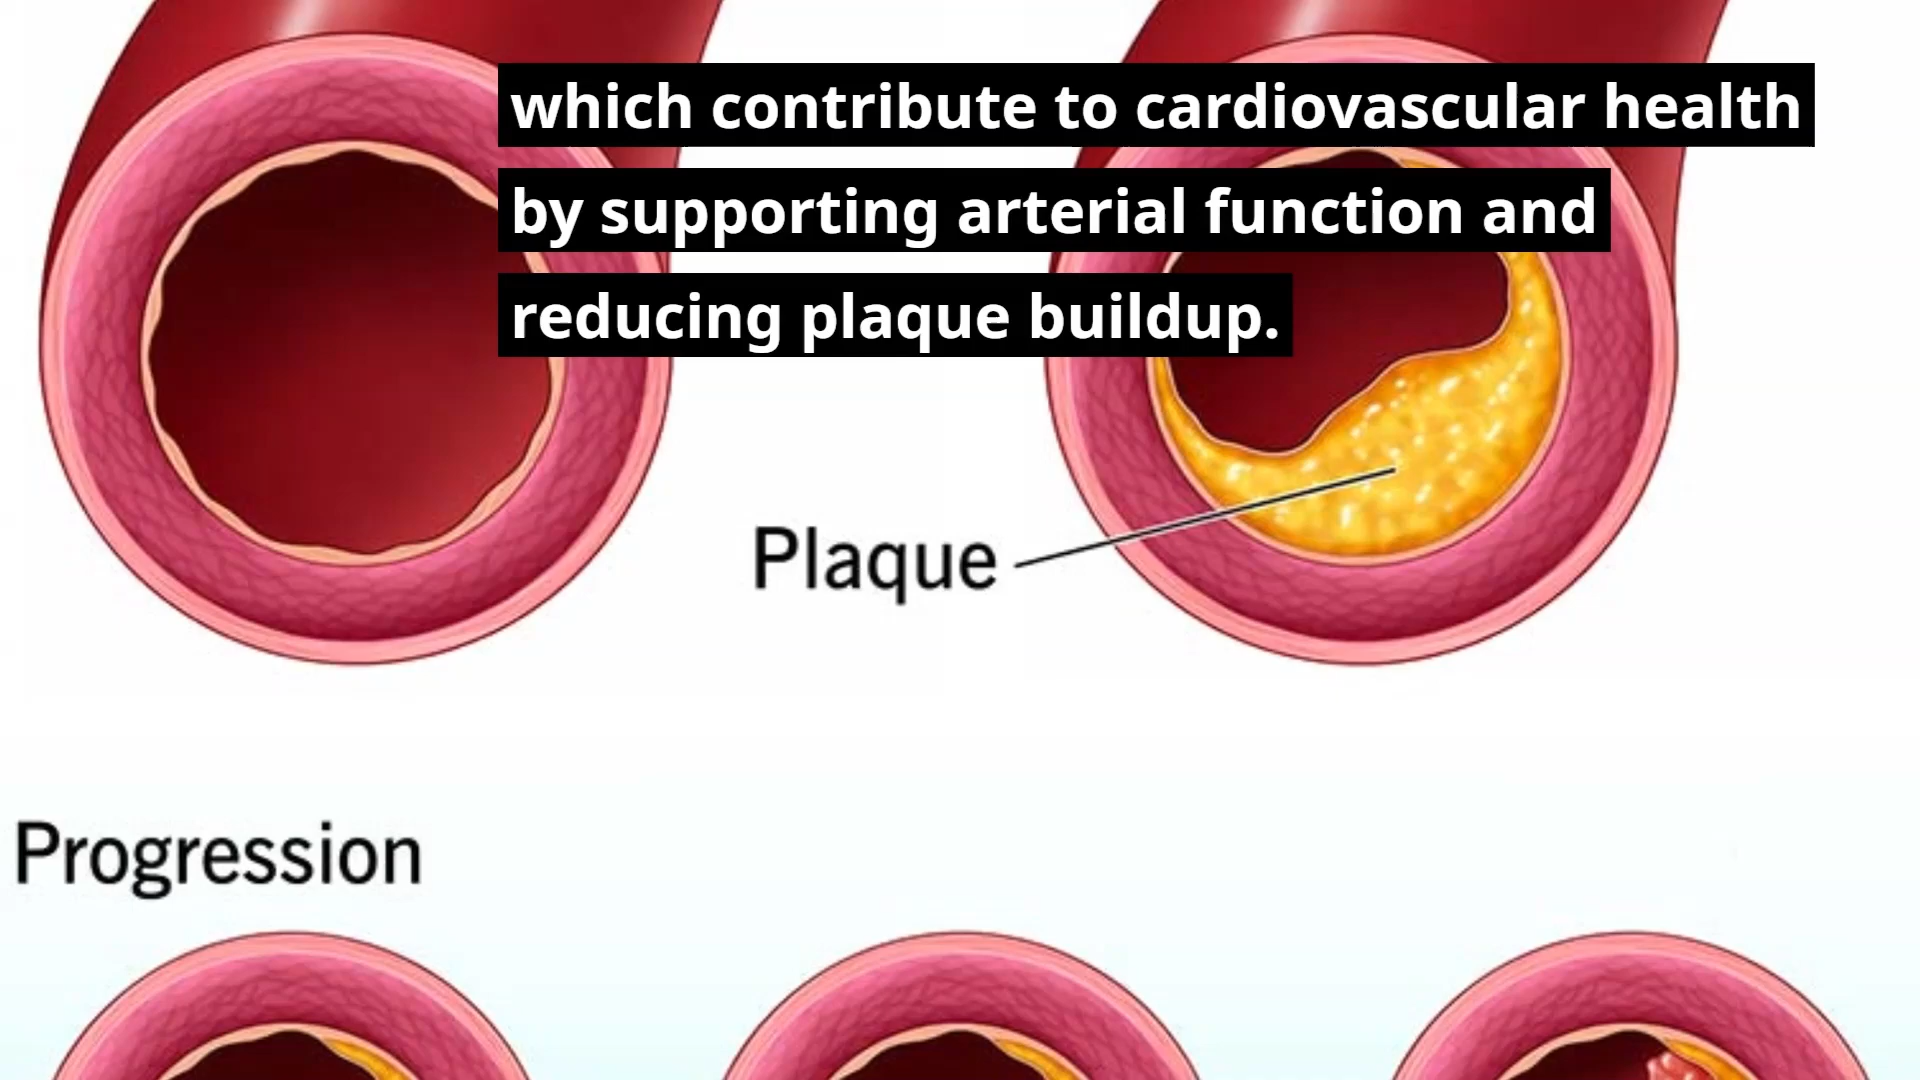 which contribute to cardiovascular health
by supporting arterial function and
reducing plaque buildup.
Plaque
Progression